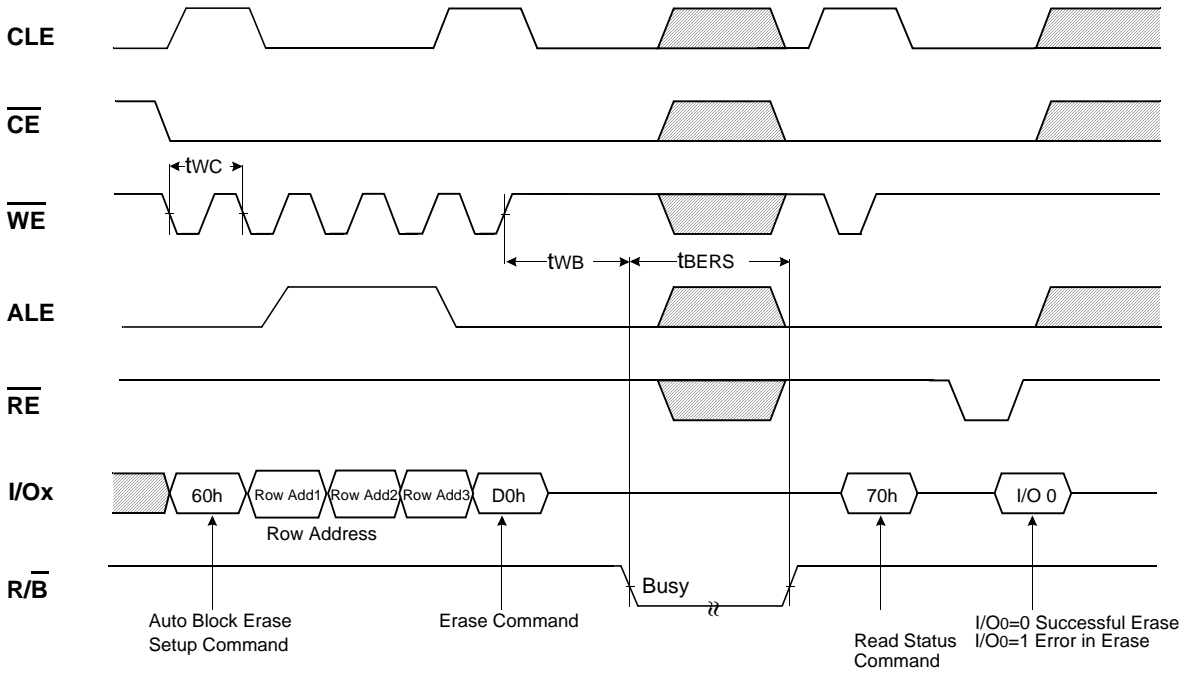 CLE
CE
tWC
WE
tWB
tBERS
ALE
RE
I/Ox
60h
Row Add1
Row Add2
Row Add3
D0h
70h
I/O 0
Row Address
R/B
Busy
Auto Block Erase
Setup Command
Erase Command
Read Status
Command
I/O0=0 Successful Erase
I/O0=1 Error in Erase